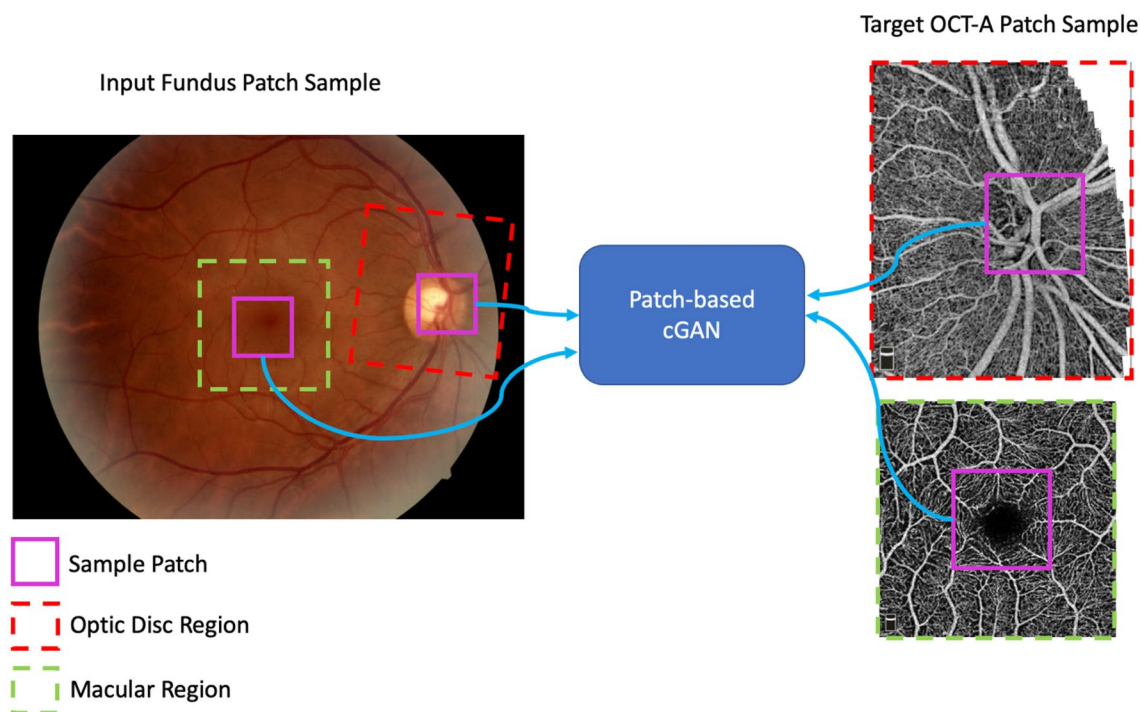 Target OCT-A Patch Sample
Input Fundus Patch Sample
Patch-based
cGAN
Sample Patch
Optic Disc Region
Macular Region